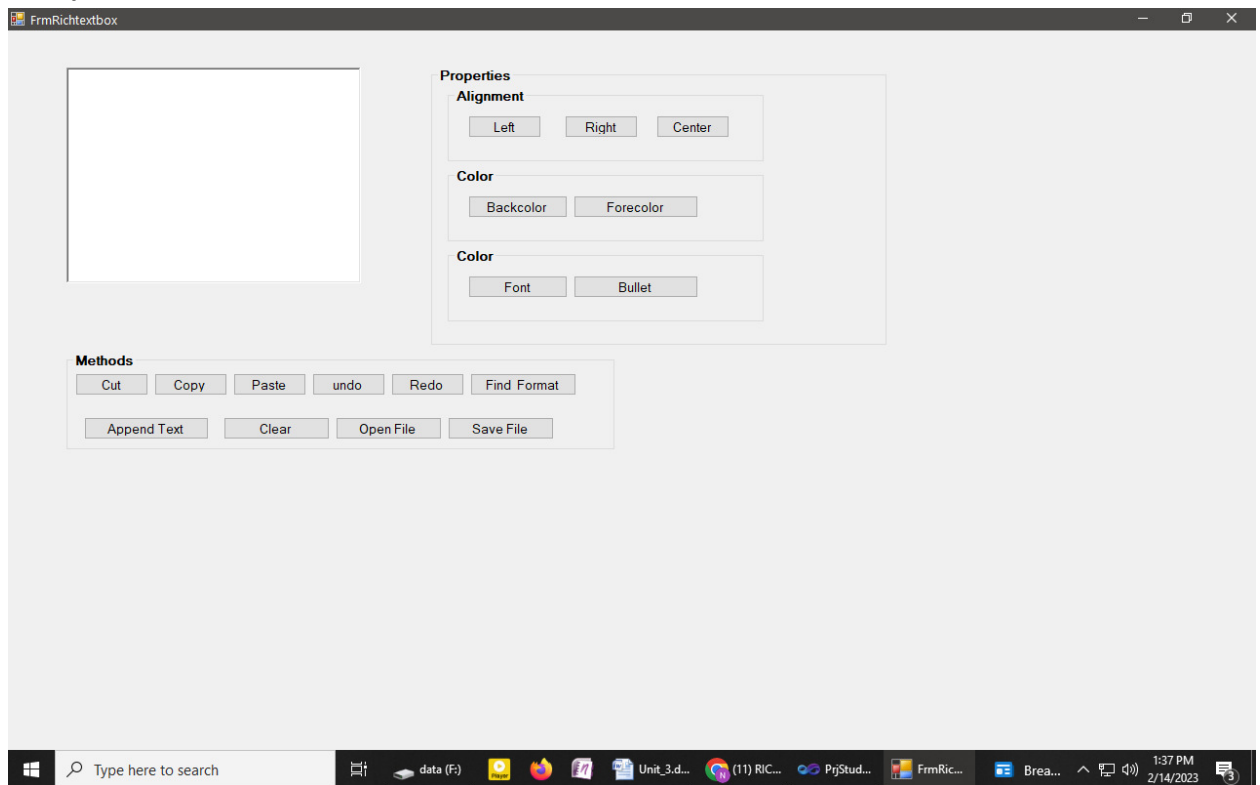 FrmRichtextbox
Properties
Alignment
Left Right Center
Color
Backcolor Forecolor
Color
Font Bullet
Methods
Cut Copy Paste undo Redo Find Format
Append Text Clear Open File Save File
Type here to search data (F:) Player Unit_3.d... (11) RIC... PrjStud... FrmRic... Brea... 1:37 PM
2/14/2023 3